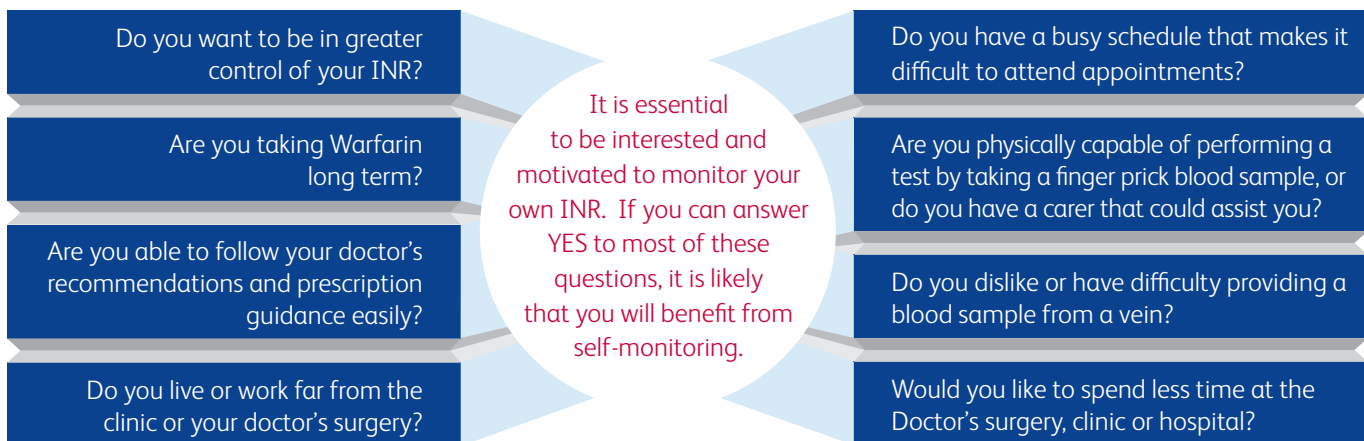 Do you want to be in greater
control of your INR?
Are you taking Warfarin
long term?
Are you able to follow your doctor’s
recommendations and prescription
guidance easily?
Do you live or work far from the
clinic or your doctor’s surgery?
It is essential
to be interested and
motivated to monitor your
own INR.  If you can answer
YES to most of these
questions, it is likely
that you will benefit from
self-monitoring.
Do you have a busy schedule that makes it
difficult to attend appointments?
Are you physically capable of performing a
test by taking a finger prick blood sample, or
do you have a carer that could assist you?
Do you dislike or have difficulty providing a
blood sample from a vein?
Would you like to spend less time at the
Doctor’s surgery, clinic or hospital?